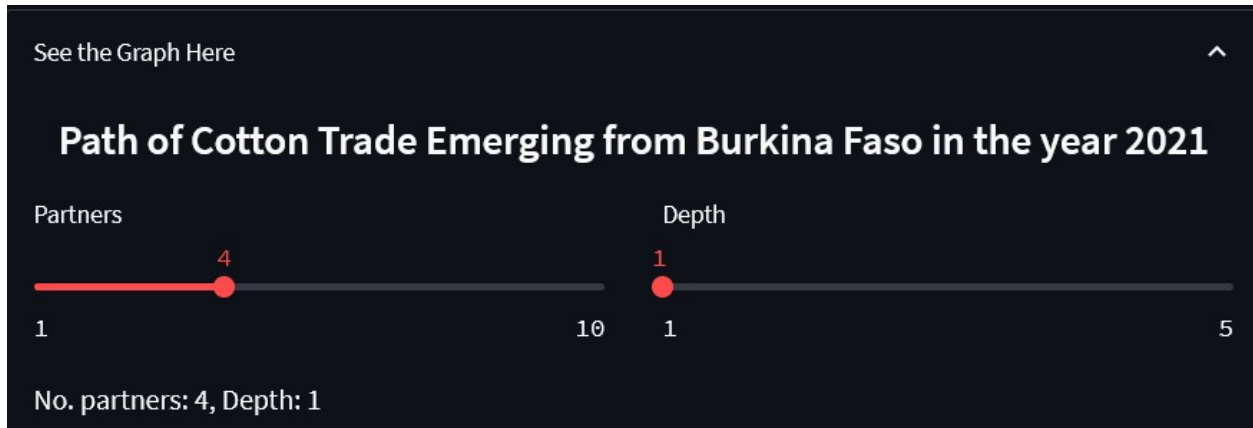 See the Graph Here
Path of Cotton Trade Emerging from Burkina Faso in the year 2021
Partners
4
1 10
Depth
1
1 5
No. partners: 4, Depth: 1